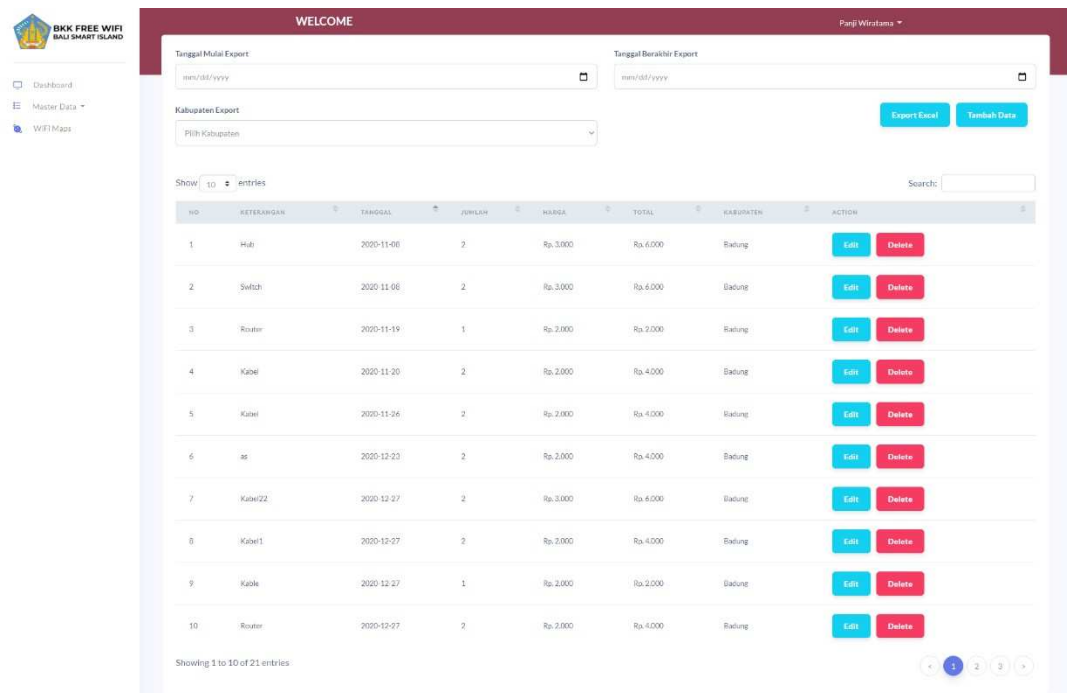 BKK FREE WIFI
BALI SMART ISLAND
WELCOME
Panji Wiratama
Dashboard
Master Data
WiFi Maps
Tanggal Mulai Export
Tanggal Berakhir Export
mm/dd/yyyy
mm/dd/yyyy
Kabupaten Export
Pilih Kabupaten
Export Excel
Tambah Data
Show 10 entries
Search:
NO KETERANGAN TANGGAL JUMLAH HARGA TOTAL KABUPATEN ACTION
1 Hub 2020-11-08 2 Rp. 3.000 Rp. 6.000 Badung Edit Delete
2 Switch 2020-11-08 2 Rp. 3.000 Rp. 6.000 Badung Edit Delete
3 Router 2020-11-19 1 Rp. 2.000 Rp. 2.000 Badung Edit Delete
4 Kabel 2020-11-20 2 Rp. 2.000 Rp. 4.000 Badung Edit Delete
5 Kabel 2020-11-26 2 Rp. 2.000 Rp. 4.000 Badung Edit Delete
6 as 2020-12-23 2 Rp. 2.000 Rp. 4.000 Badung Edit Delete
7 Kabel22 2020-12-27 2 Rp. 3.000 Rp. 6.000 Badung Edit Delete
8 Kabel1 2020-12-27 2 Rp. 2.000 Rp. 4.000 Badung Edit Delete
9 Kable 2020-12-27 1 Rp. 2.000 Rp. 2.000 Badung Edit Delete
10 Router 2020-12-27 2 Rp. 2.000 Rp. 4.000 Badung Edit Delete
Showing 1 to 10 of 21 entries
‹ 1 2 3 ›